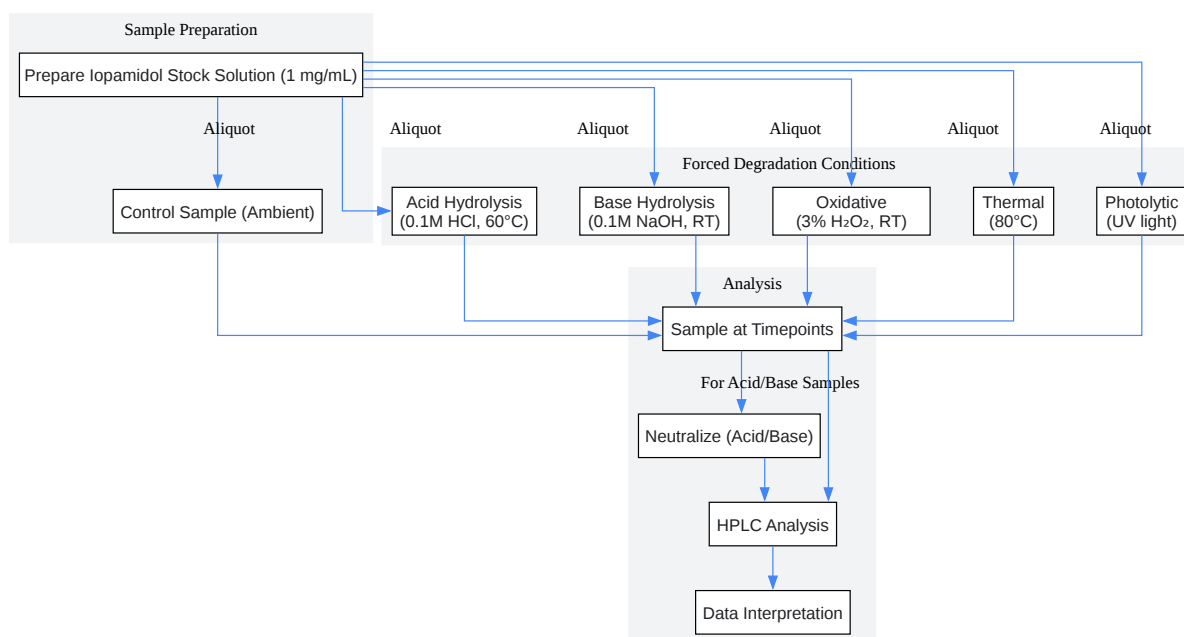 Sample Preparation
Prepare Iopamidol Stock Solution (1 mg/mL)
Aliquot
Aliquot
Aliquot
Aliquot
Aliquot
Aliquot
Forced Degradation Conditions
Control Sample (Ambient)
Acid Hydrolysis
(0.1M HCl, 60°C)
Base Hydrolysis
(0.1M NaOH, RT)
Oxidative
(3% H₂O₂, RT)
Thermal
(80°C)
Photolytic
(UV light)
Analysis
Sample at Timepoints
For Acid/Base Samples
Neutralize (Acid/Base)
HPLC Analysis
Data Interpretation